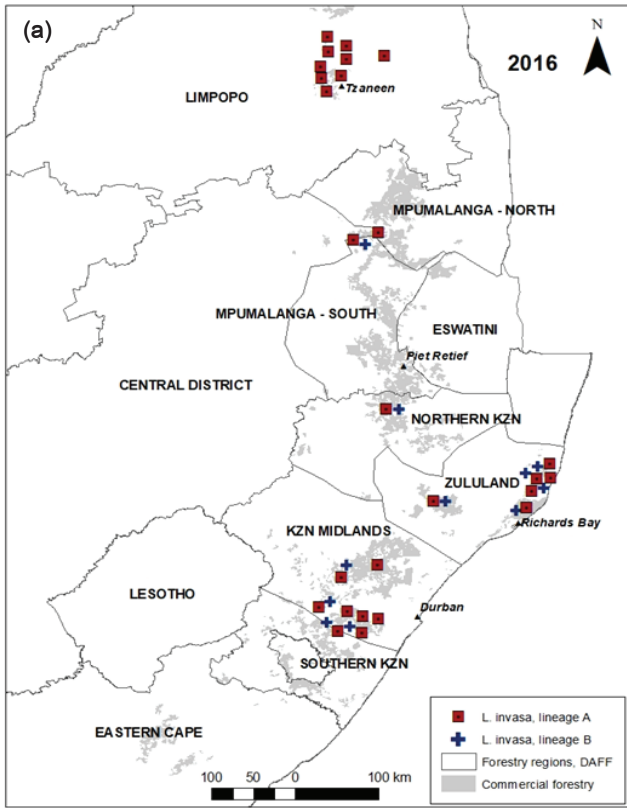 (a)
N
2016
Tzaneen
LIMPOPO
MPUMALANGA - NORTH
MPUMALANGA - SOUTH
ESWATINI
Piet Retief
CENTRAL DISTRICT
NORTHERN KZN
ZULULAND
Richards Bay
KZN MIDLANDS
LESOTHO
Durban
SOUTHERN KZN
EASTERN CAPE
L. invasa, lineage A
L. invasa, lineage B
Forestry regions, DAFF
Commercial forestry
100 50 0 100 km